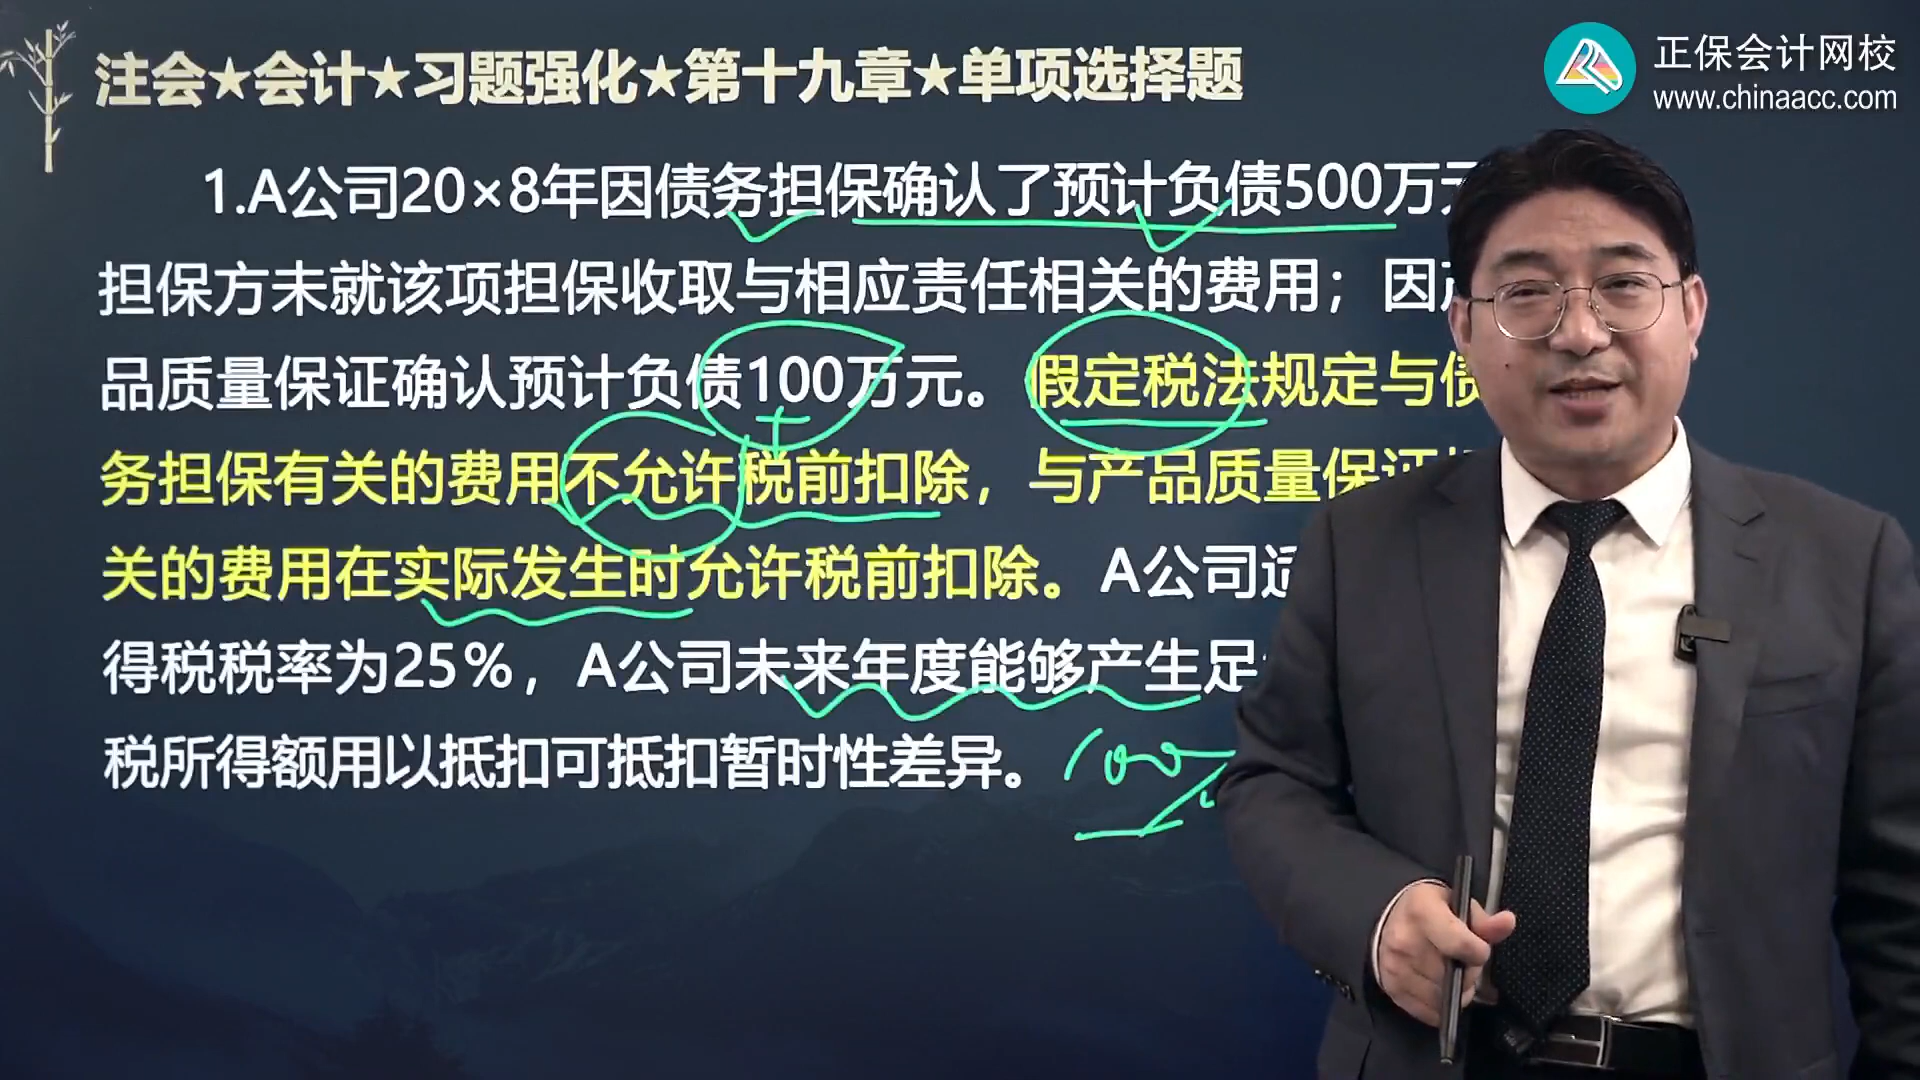 注会★会计★习题强化★第十九章★单项选择题
正保会计网校
www.chinaacc.com
1.A公司20×8年因债务担保确认了预计负债500万
担保方未就该项担保收取与相应责任相关的费用；因
品质量保证确认预计负债100万元。假定税法规定与债
务担保有关的费用不允许税前扣除，与产品质量保证
关的费用在实际发生时允许税前扣除。A公司
得税税率为25%，A公司未来年度能够产生足
税所得额用以抵扣可抵扣暂时性差异。100